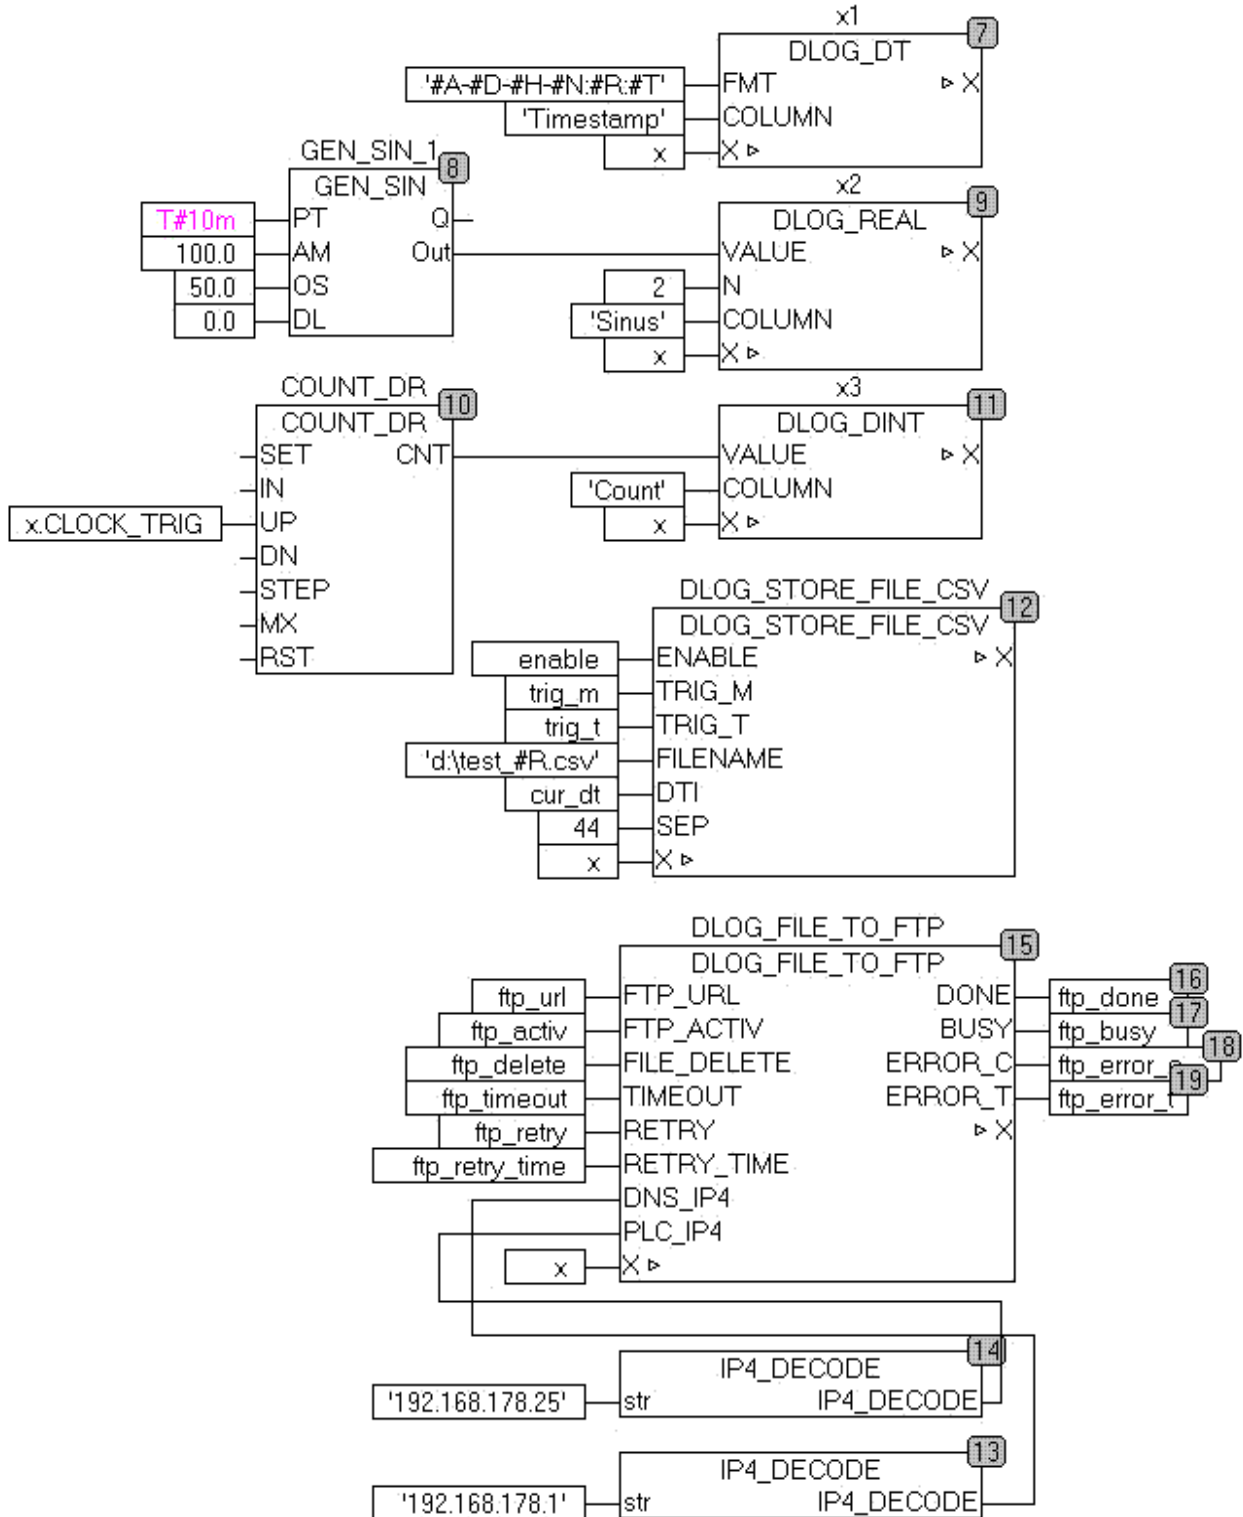 x1
7
DLOG_DT
'#A-#D-#H-#N:#R:#T' FMT X
'Timestamp' COLUMN
x X
GEN_SIN_1
8
GEN_SIN
T#10m PT Q
100.0 AM Out
50.0 OS
0.0 DL
x2
9
DLOG_REAL
VALUE X
2 N
'Sinus' COLUMN
x X
COUNT_DR
10
COUNT_DR
SET CNT
IN
x.CLOCK_TRIG UP
DN
STEP
MX
RST
x3
11
DLOG_DINT
VALUE X
'Count' COLUMN
x X
DLOG_STORE_FILE_CSV
12
DLOG_STORE_FILE_CSV
enable ENABLE X
trig_m TRIG_M
trig_t TRIG_T
'd:\test_#R.csv' FILENAME
cur_dt DTI
44 SEP
x X
DLOG_FILE_TO_FTP
15
DLOG_FILE_TO_FTP
16
ftp_url FTP_URL DONE ftp_done
17
ftp_activ FTP_ACTIV BUSY ftp_busy
18
ftp_delete FILE_DELETE ERROR_C
19
ftp_timeout TIMEOUT ERROR_T ftp_error_t
ftp_retry RETRY X
ftp_retry_time RETRY_TIME
DNS_IP4
PLC_IP4
x X
14
IP4_DECODE
'192.168.178.25' str IP4_DECODE
13
IP4_DECODE
'192.168.178.1' str IP4_DECODE